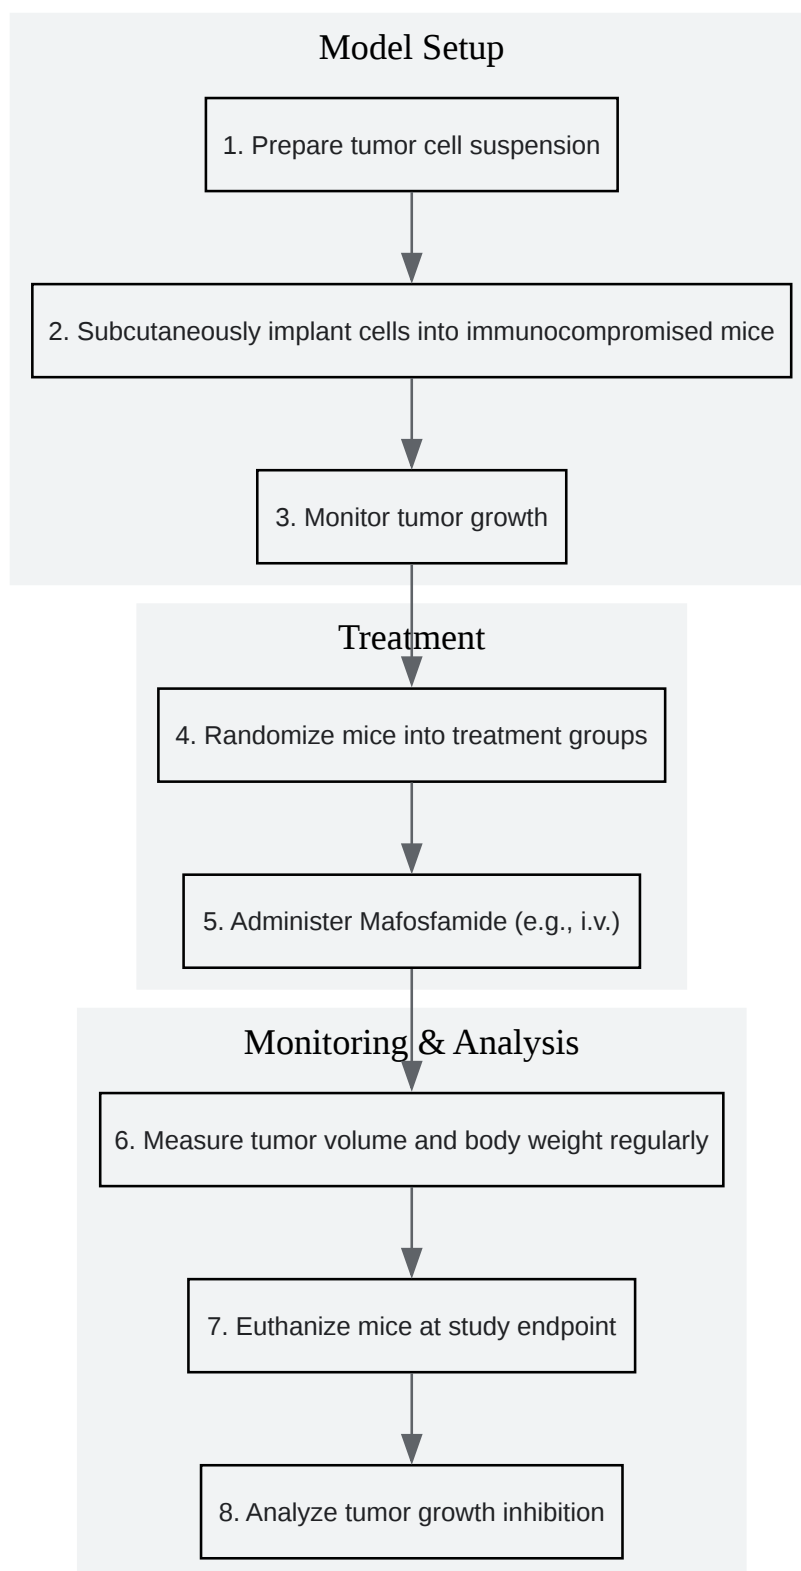 Model Setup
1. Prepare tumor cell suspension
2. Subcutaneously implant cells into immunocompromised mice
3. Monitor tumor growth
Treatment
4. Randomize mice into treatment groups
5. Administer Mafosfamide (e.g., i.v.)
Monitoring & Analysis
6. Measure tumor volume and body weight regularly
7. Euthanize mice at study endpoint
8. Analyze tumor growth inhibition